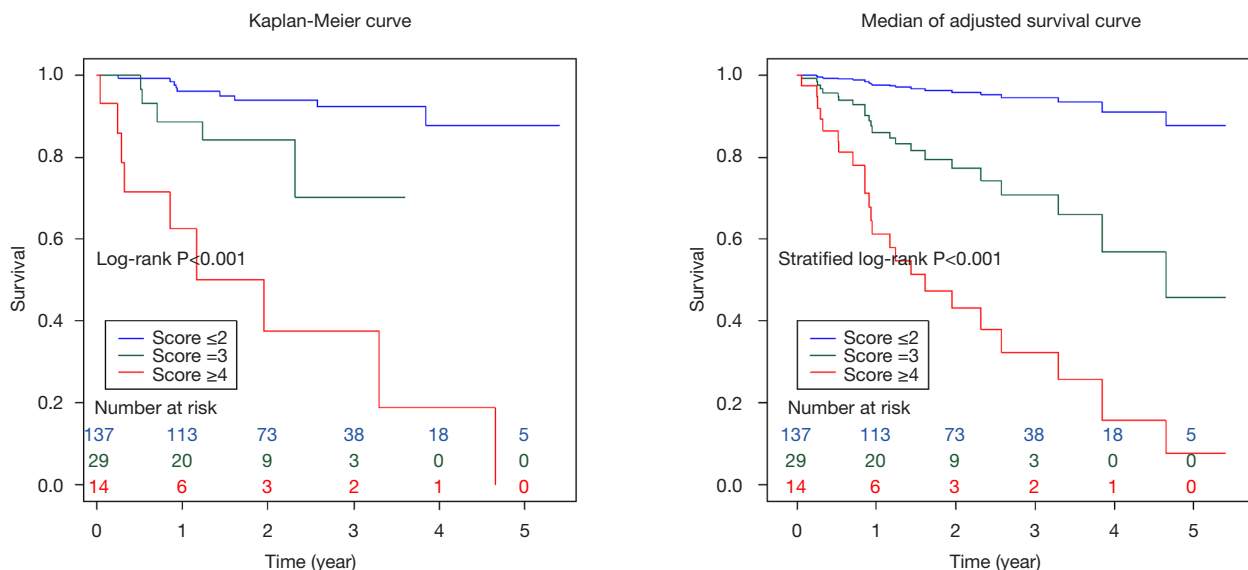 Kaplan-Meier curve
1.0
0.8
0.6
0.4
0.2
0.0
Survival
Log-rank P<0.001
Score ≤2
Score =3
Score ≥4
Number at risk
137 113 73 38 18 5
29 20 9 3 0 0
14 6 3 2 1 0
0 1 2 3 4 5
Time (year)
Median of adjusted survival curve
1.0
0.8
0.6
0.4
0.2
0.0
Survival
Stratified log-rank P<0.001
Score ≤2
Score =3
Score ≥4
Number at risk
137 113 73 38 18 5
29 20 9 3 0 0
14 6 3 2 1 0
0 1 2 3 4 5
Time (year)